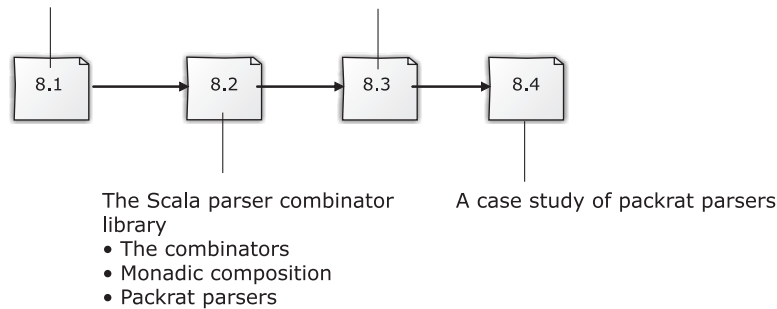 8.1
8.2
8.3
8.4
The Scala parser combinator
library
• The combinators
• Monadic composition
• Packrat parsers
A case study of packrat parsers